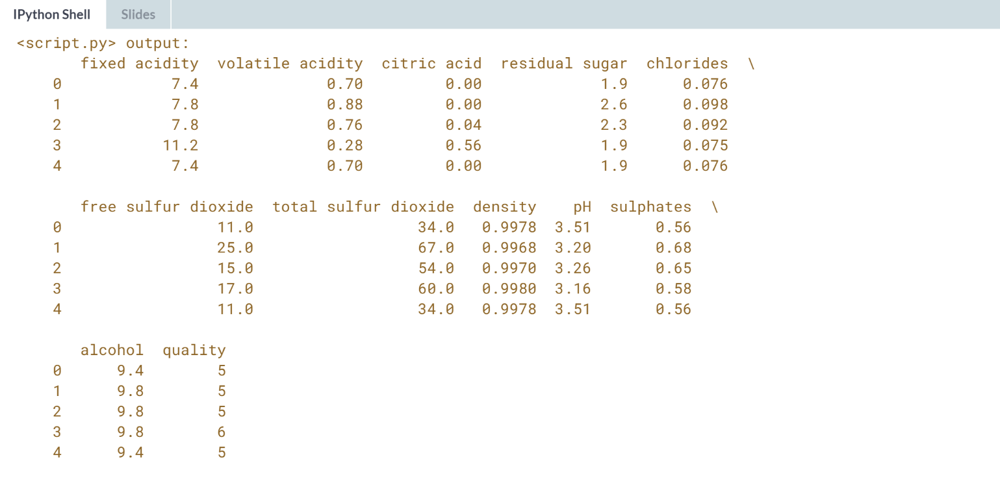 IPython Shell Slides
<script.py> output:
fixed acidity  volatile acidity  citric acid  residual sugar  chlorides  \
0 7.4 0.70 0.00 1.9 0.076
1 7.8 0.88 0.00 2.6 0.098
2 7.8 0.76 0.04 2.3 0.092
3 11.2 0.28 0.56 1.9 0.075
4 7.4 0.70 0.00 1.9 0.076
free sulfur dioxide  total sulfur dioxide  density  pH  sulphates  \
0 11.0 34.0 0.9978 3.51 0.56
1 25.0 67.0 0.9968 3.20 0.68
2 15.0 54.0 0.9970 3.26 0.65
3 17.0 60.0 0.9980 3.16 0.58
4 11.0 34.0 0.9978 3.51 0.56
alcohol  quality
0 9.4 5
1 9.8 5
2 9.8 5
3 9.8 6
4 9.4 5